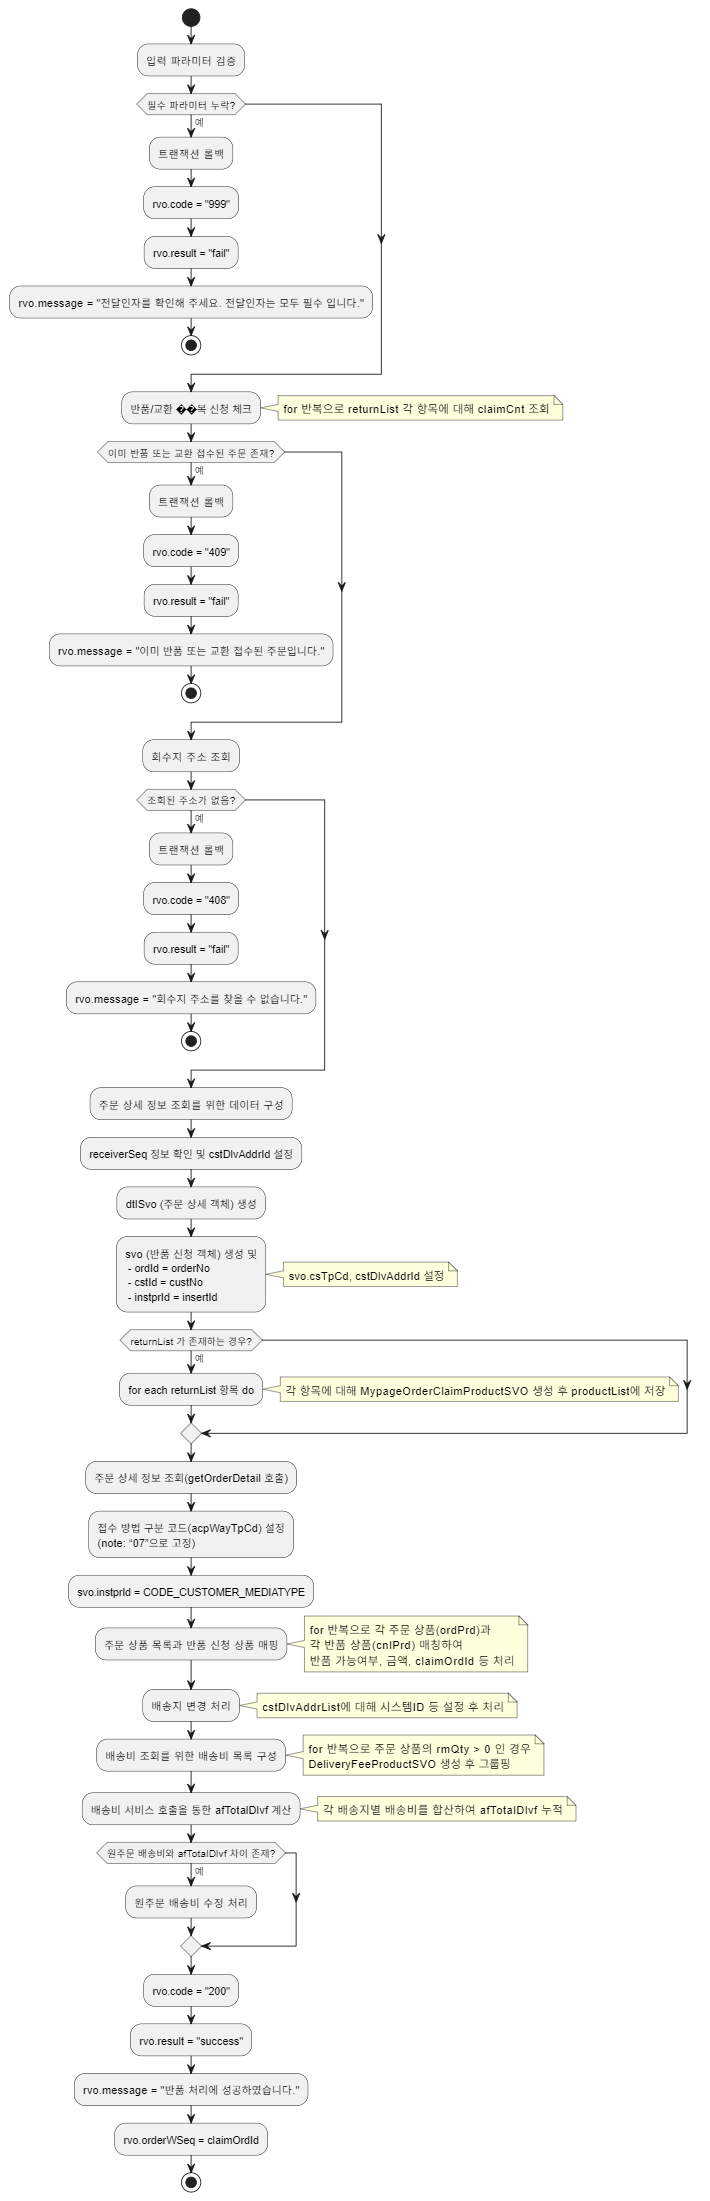 입력 파라미터 검증
필수 파라미터 누락?
예
트랜잭션 롤백
rvo.code = "999"
rvo.result = "fail"
rvo.message = "전달인자를 확인해 주세요. 전달인자는 모두 필수 입니다."
반품/교환 ��복 신청 체크
for 반복으로 returnList 각 항목에 대해 claimCnt 조회
이미 반품 또는 교환 접수된 주문 존재?
예
트랜잭션 롤백
rvo.code = "409"
rvo.result = "fail"
rvo.message = "이미 반품 또는 교환 접수된 주문입니다."
회수지 주소 조회
조회된 주소가 없음?
예
트랜잭션 롤백
rvo.code = "408"
rvo.result = "fail"
rvo.message = "회수지 주소를 찾을 수 없습니다."
주문 상세 정보 조회를 위한 데이터 구성
receiverSeq 정보 확인 및 cstDlvAddrId 설정
dtlSvo (주문 상세 객체) 생성
svo (반품 신청 객체) 생성 및
- ordId = orderNo
- cstId = custNo
- instprId = insertId
svo.csTpCd, cstDlvAddrId 설정
returnList 가 존재하는 경우?
예
for each returnList 항목 do
각 항목에 대해 MypageOrderClaimProductSVO 생성 후 productList에 저장
주문 상세 정보 조회(getOrderDetail 호출)
접수 방법 구분 코드(acpWayTpCd) 설정
(note: “07”으로 고정)
svo.instprId = CODE_CUSTOMER_MEDIATYPE
주문 상품 목록과 반품 신청 상품 매핑
for 반복으로 각 주문 상품(ordPrd)과
각 반품 상품(cnlPrd) 매칭하여
반품 가능여부, 금액, claimOrdId 등 처리
배송지 변경 처리
cstDlvAddrList에 대해 시스템ID 등 설정 후 처리
배송비 조회를 위한 배송비 목록 구성
for 반복으로 주문 상품의 rmQty > 0 인 경우
DeliveryFeeProductSVO 생성 후 그룹핑
배송비 서비스 호출을 통한 afTotalDlvf 계산
각 배송지별 배송비를 합산하여 afTotalDlvf 누적
원주문 배송비와 afTotalDlvf 차이 존재?
예
원주문 배송비 수정 처리
rvo.code = "200"
rvo.result = "success"
rvo.message = "반품 처리에 성공하였습니다."
rvo.orderWSeq = claimOrdId